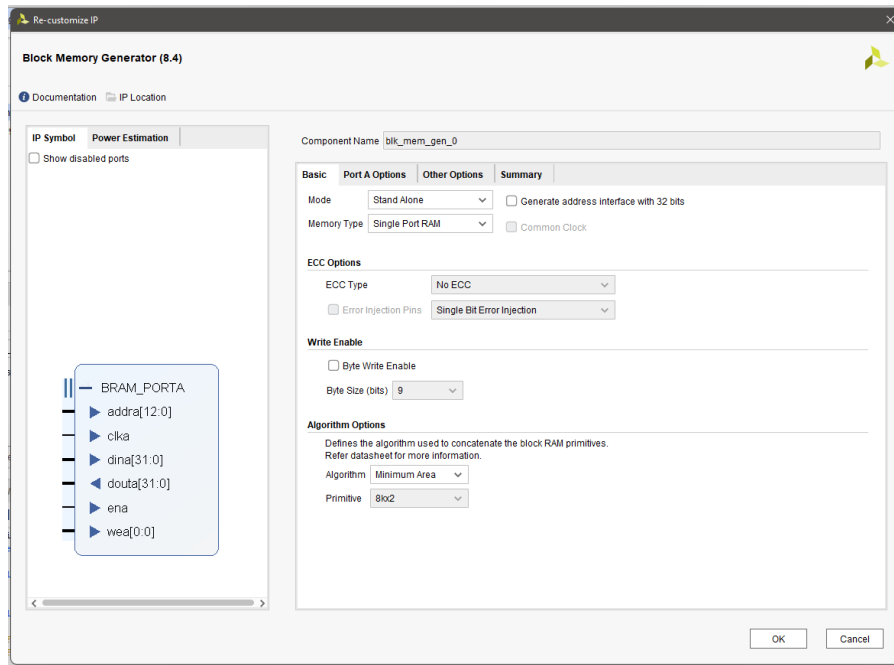 Re-customize IP
Block Memory Generator (8.4)
Documentation IP Location
IP Symbol Power Estimation
Show disabled ports
BRAM_PORTA
addra[12:0]
clka
dina[31:0]
douta[31:0]
ena
wea[0:0]
Component Name blk_mem_gen_0
Basic Port A Options Other Options Summary
Mode Stand Alone Generate address interface with 32 bits
Memory Type Single Port RAM Common Clock
ECC Options
ECC Type No ECC
Error Injection Pins Single Bit Error Injection
Write Enable
Byte Write Enable
Byte Size (bits) 9
Algorithm Options
Defines the algorithm used to concatenate the block RAM primitives.
Refer datasheet for more information.
Algorithm Minimum Area
Primitive 8kx2
OK Cancel